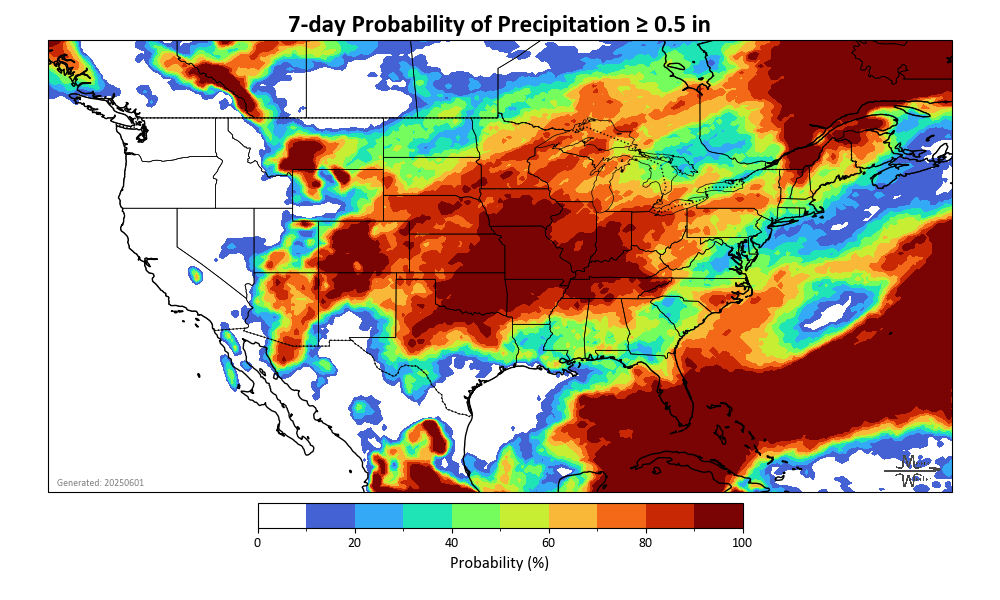 7-day Probability of Precipitation ≥ 0.5 in
Generated: 20250601
0 20 40 60 80 100
Probability (%)